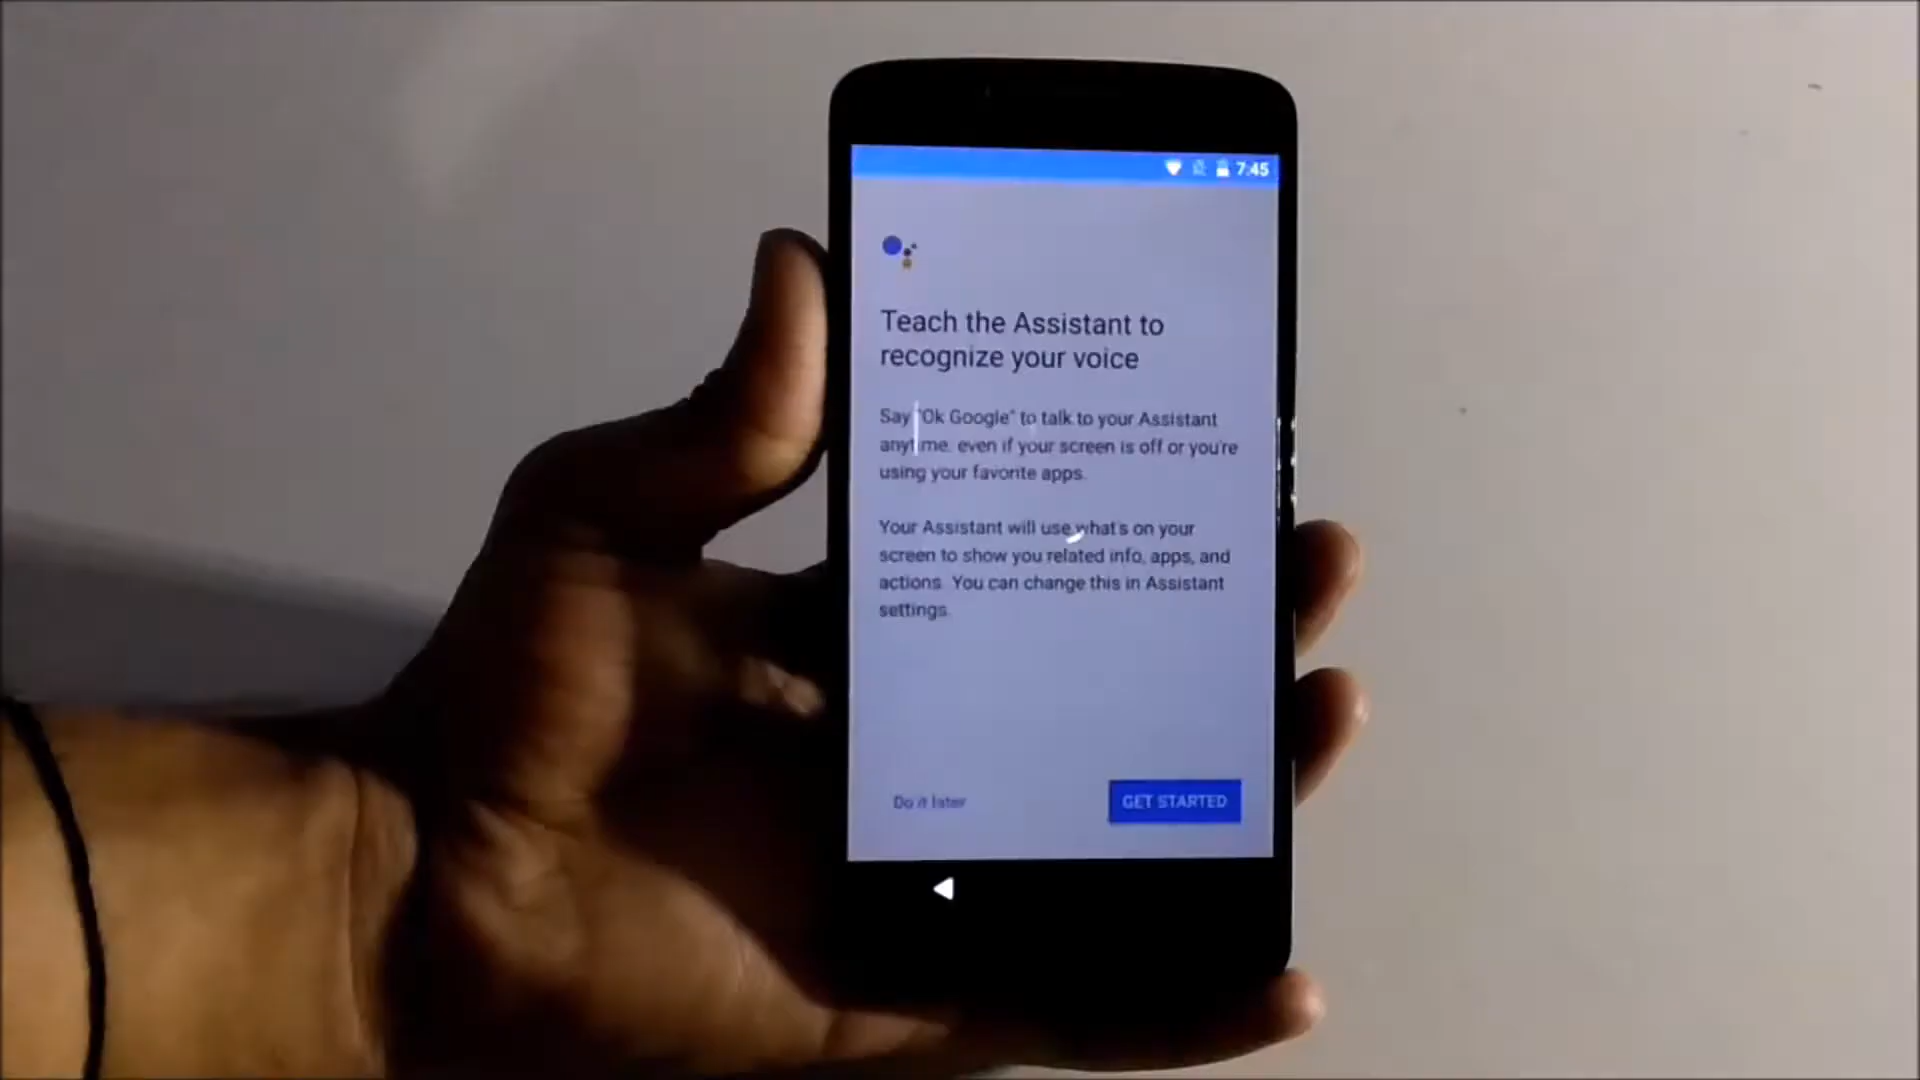 7:45
Teach the Assistant to
recognize your voice
Say "Ok Google" to talk to your Assistant
anytime, even if your screen is off or you're
using your favorite apps.
Your Assistant will use what's on your
screen to show you related info, apps, and
actions. You can change this in Assistant
settings.
Do it later
GET STARTED